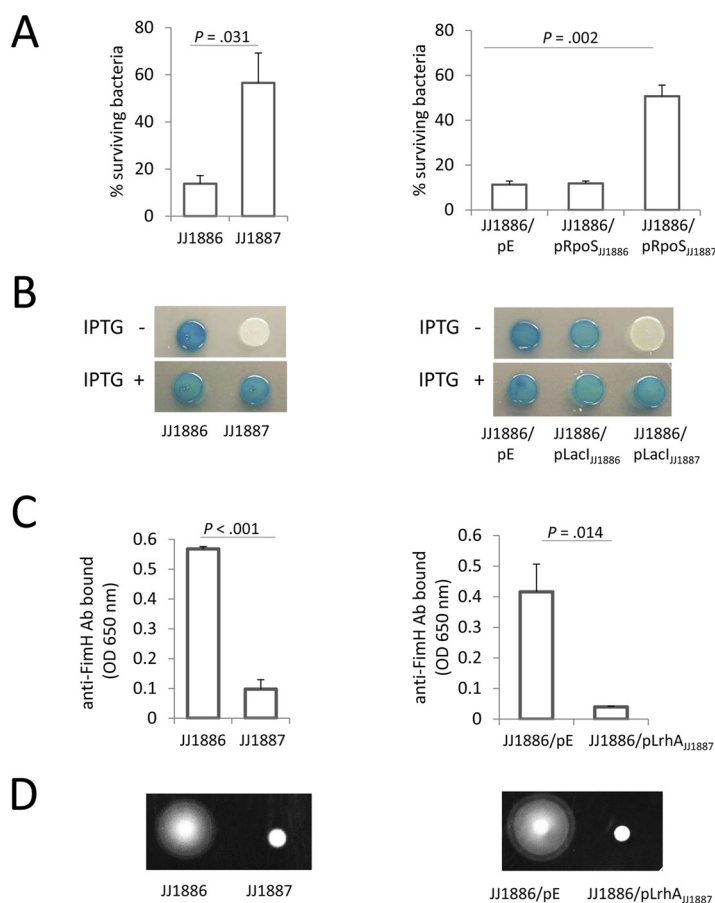 A
% surviving bacteria
80
60
40
20
0
P = .031
JJ1886
JJ1887
% surviving bacteria
80
60
40
20
0
P = .002
JJ1886/
pE
JJ1886/
pRpoSJJ1886
JJ1886/
pRpoSJJ1887
B
IPTG -
IPTG +
JJ1886 JJ1887
IPTG -
IPTG +
JJ1886/
pE
JJ1886/
pLacIJJ1886
JJ1886/
pLacIJJ1887
C
anti-FimH Ab bound
(OD 650 nm)
0.6
0.5
0.4
0.3
0.2
0.1
0
P < .001
JJ1886 JJ1887
anti-FimH Ab bound
(OD 650 nm)
0.6
0.5
0.4
0.3
0.2
0.1
0
P = .014
JJ1886/pE JJ1886/pLrhAJJ1887
D
JJ1886 JJ1887
JJ1886/pE JJ1886/pLrhAJJ1887